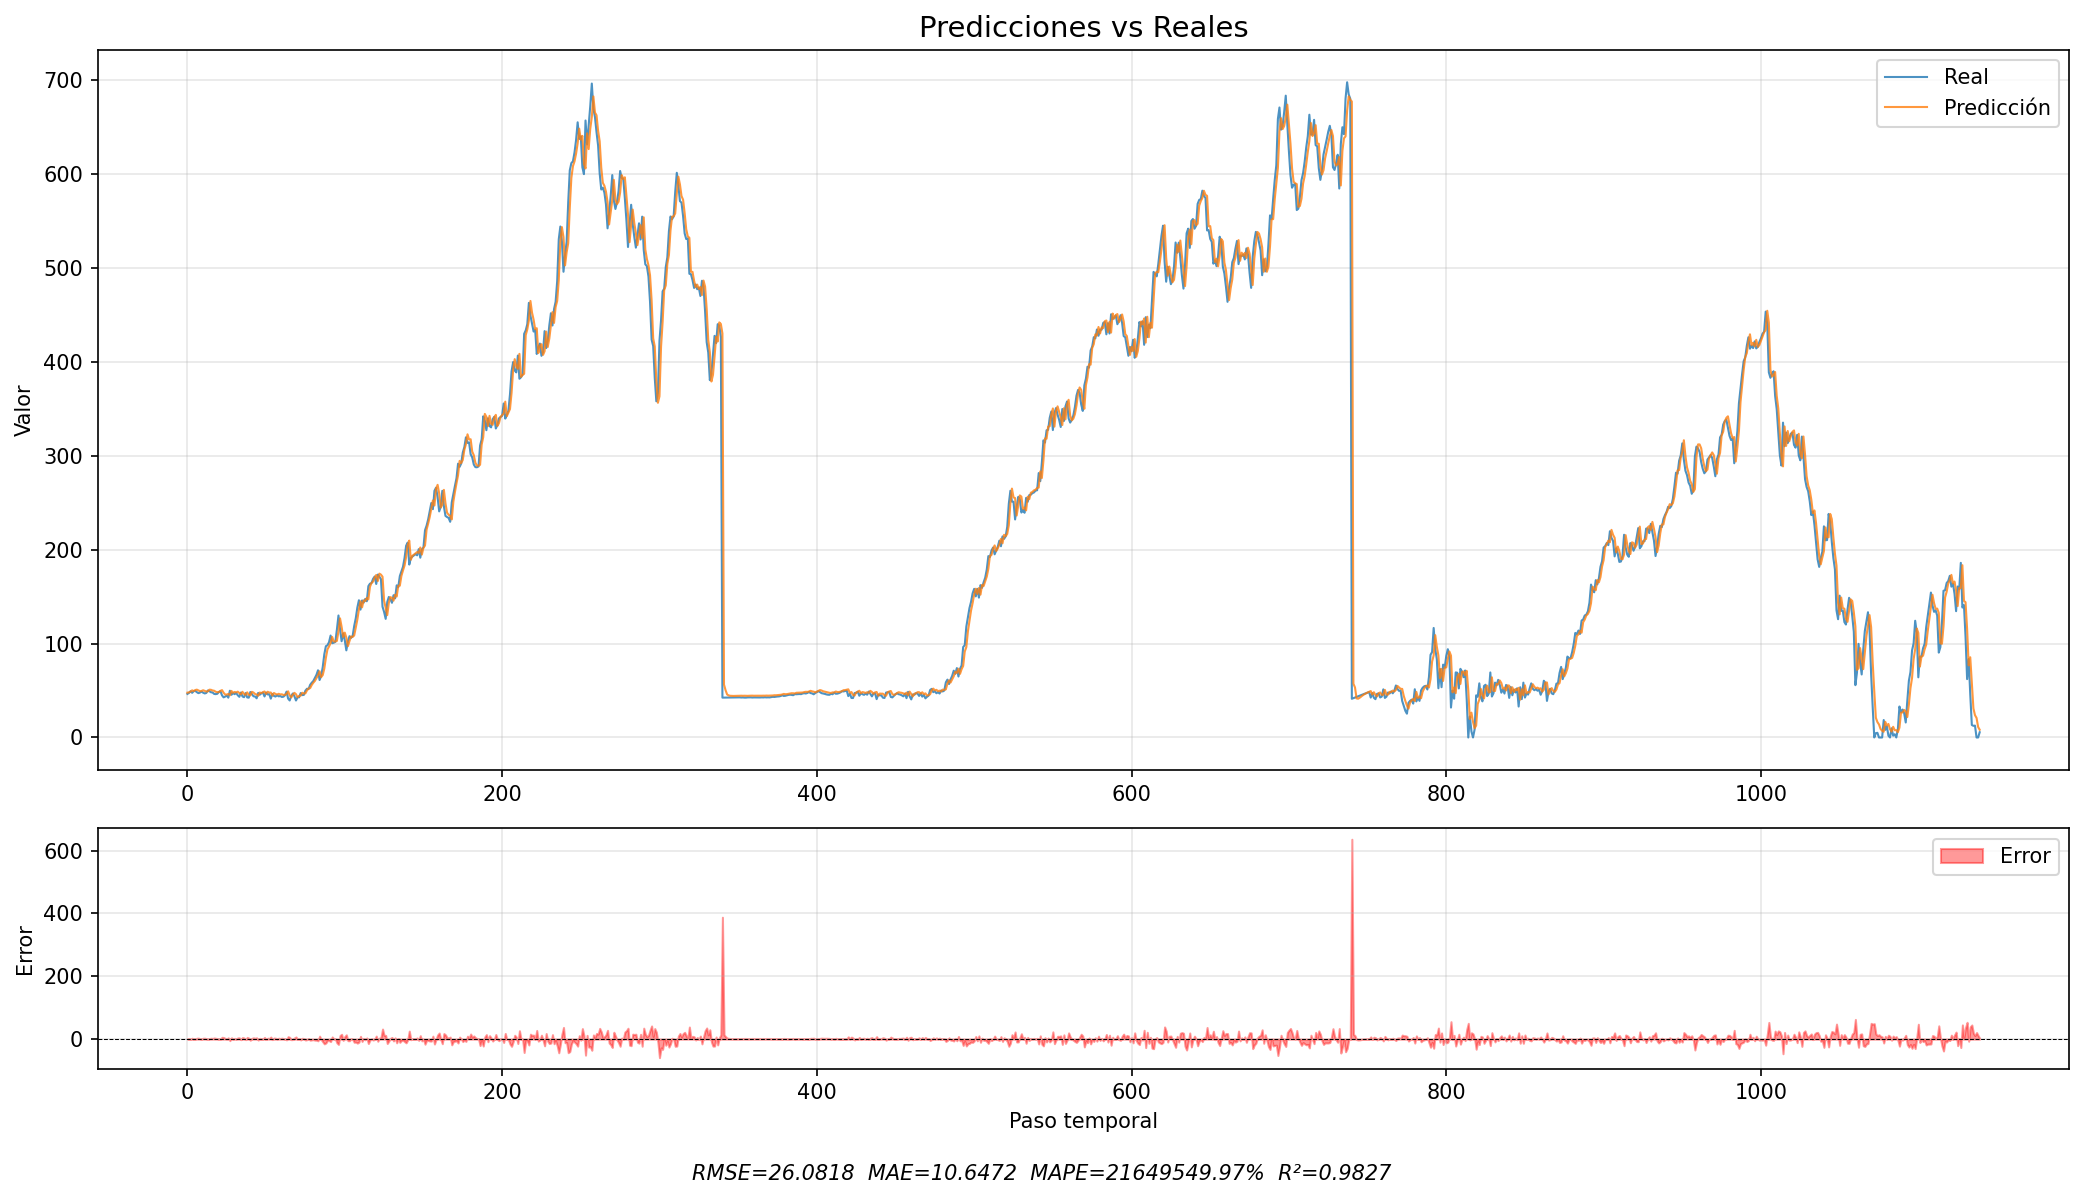 Predicciones vs Reales
Real
Predicción
Valor
700
600
500
400
300
200
100
0
0 200 400 600 800 1000
Error
Error
600
400
200
0
0 200 400 600 800 1000
Paso temporal
RMSE=26.0818 MAE=10.6472 MAPE=21649549.97% R²=0.9827